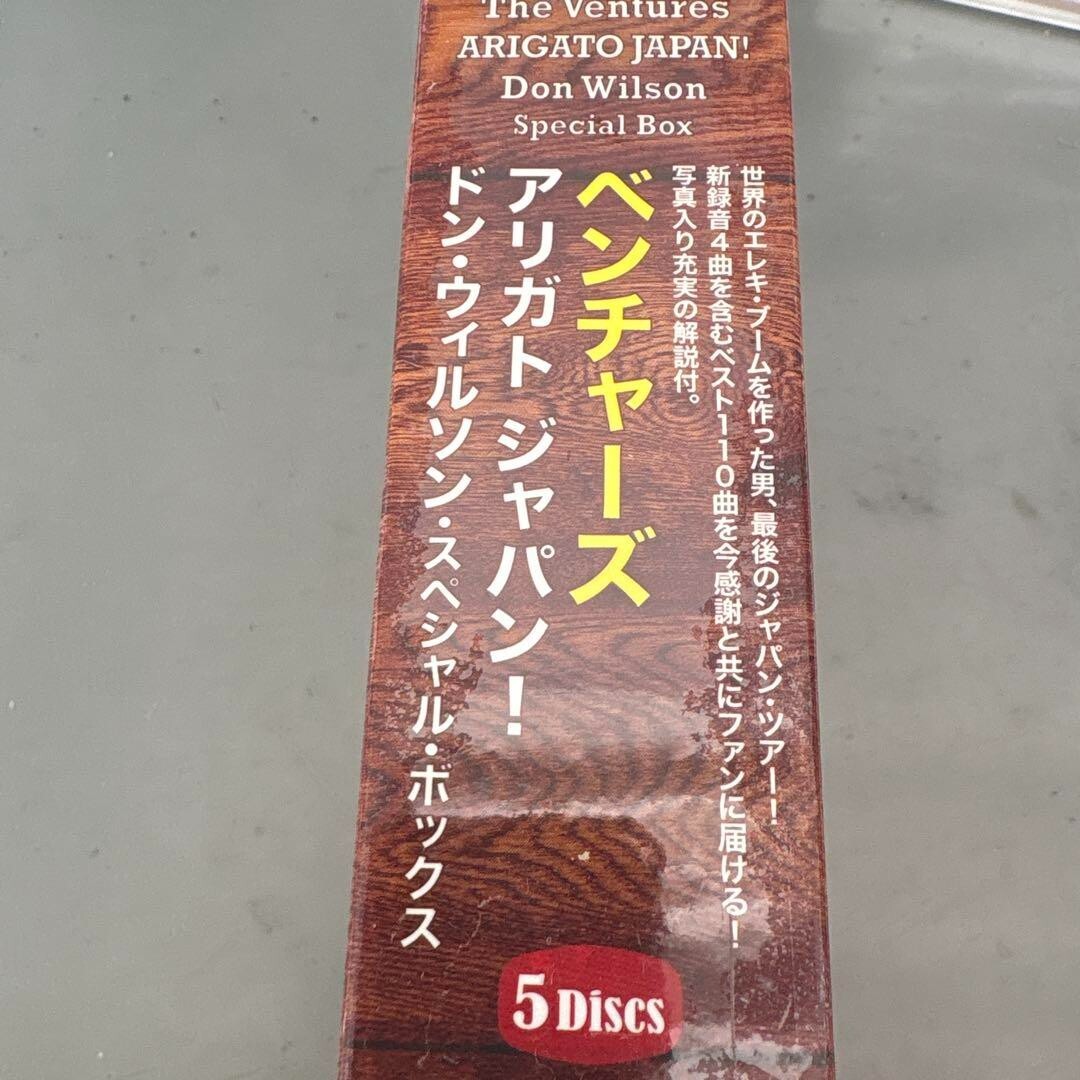 The Ventures
ARIGATO JAPAN!
Don Wilson
Special Box
世界のエレキ・ブームを作った男、最後のジャパン・ツアー！
新録音4曲を含むベスト110曲を今感謝と共にファンに届ける！
写真入り充実の解説付。
ベンチャーズ
アリガト ジャパン！
ドン・ウィルソン・スペシャル・ボックス
5 Discs